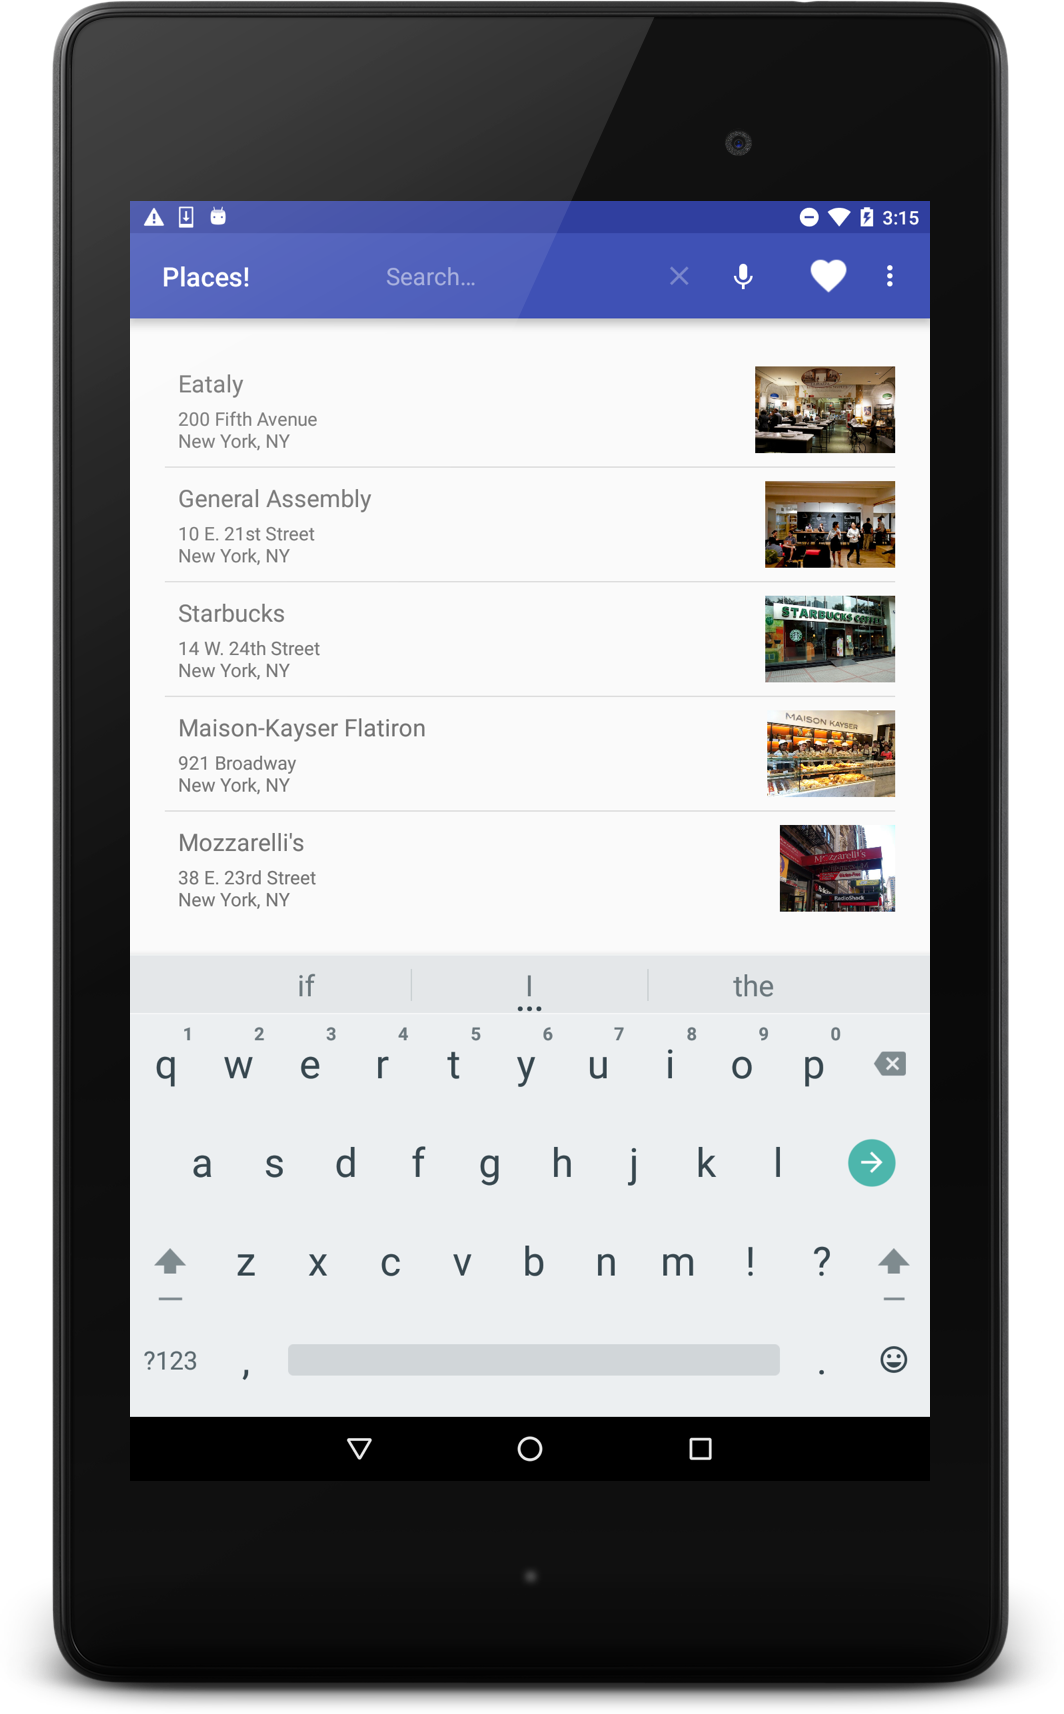 3:15
Places!
Search...
Eataly
200 Fifth Avenue
New York, NY
General Assembly
10 E. 21st Street
New York, NY
Starbucks
14 W. 24th Street
New York, NY
STARBUCKS COFFEE
Maison-Kayser Flatiron
921 Broadway
New York, NY
MAISON KAYSER
Mozzarelli's
38 E. 23rd Street
New York, NY
Mozzarelli's
RadioShack
if I the
1 2 3 4 5 6 7 8 9 0
q w e r t y u i o p
a s d f g h j k l
z x c v b n m ! ?
?123 , .